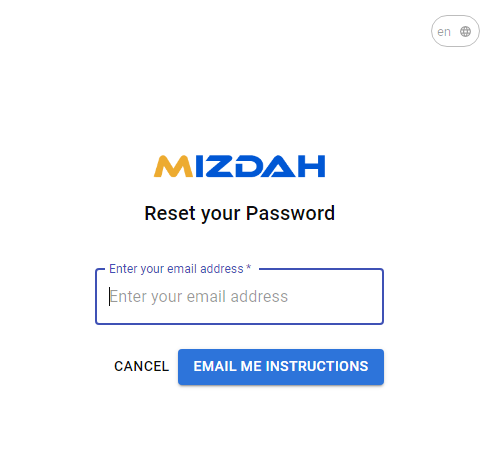 en
MIZDAH
Reset your Password
Enter your email address *
Enter your email address
CANCEL EMAIL ME INSTRUCTIONS